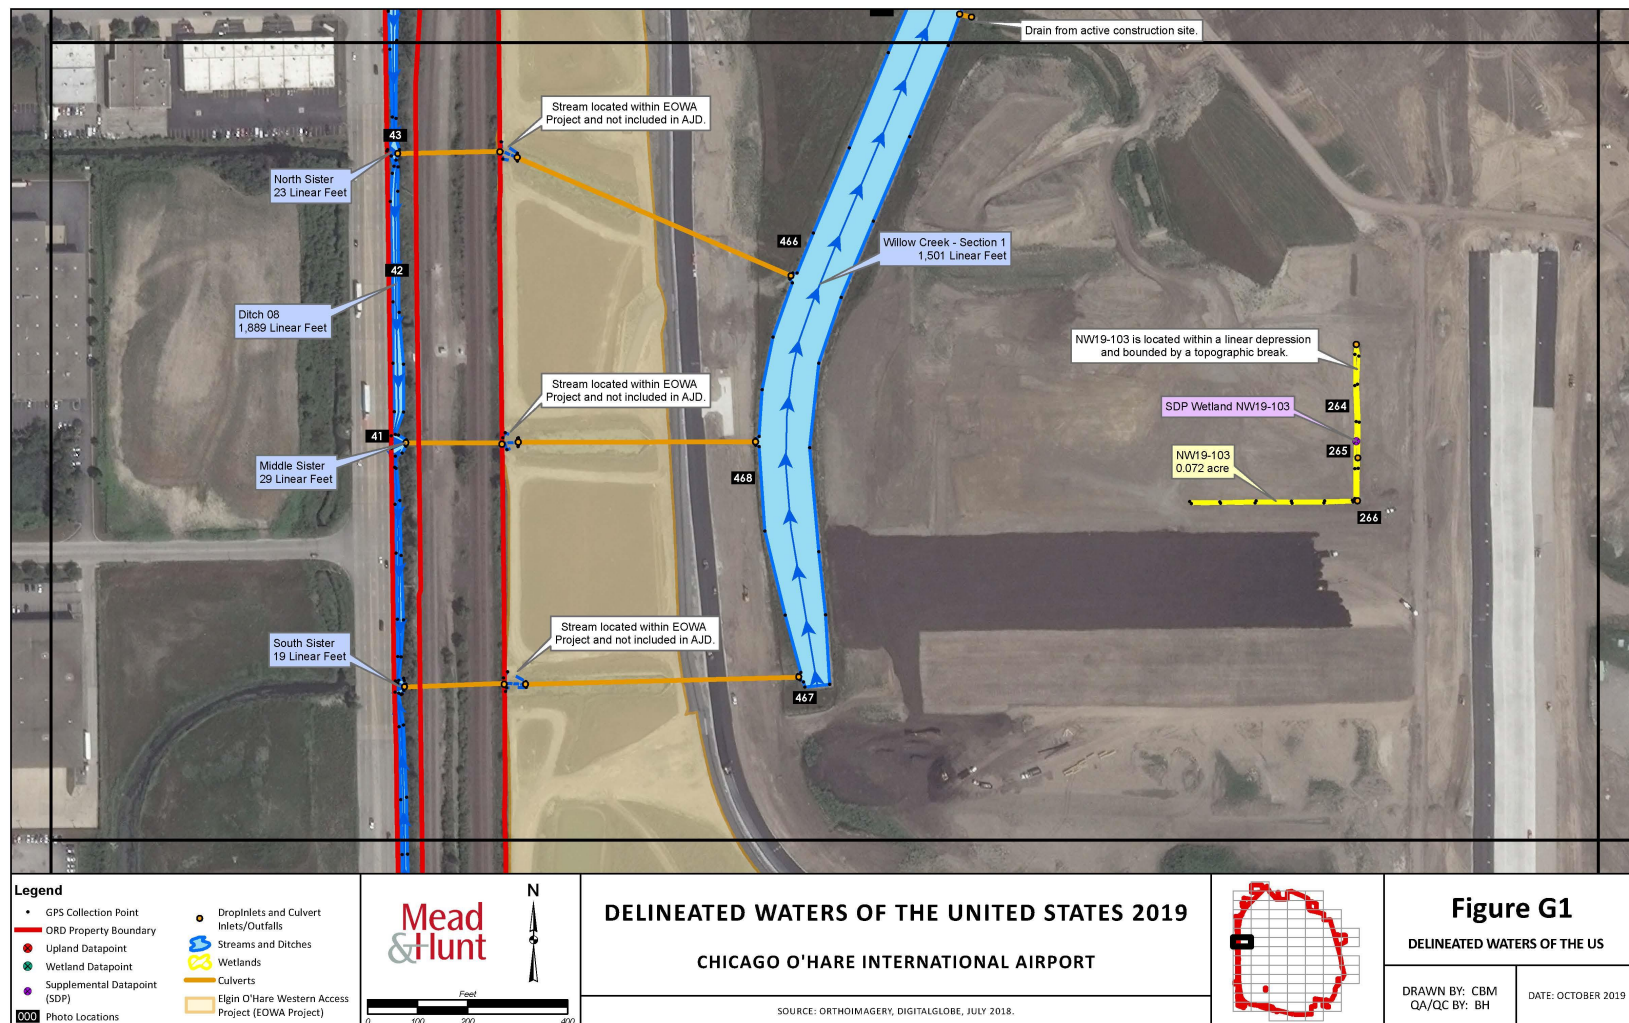 Drain from active construction site.
Stream located within EOWA
Project and not included in AJD.
43
North Sister
23 Linear Feet
466
Willow Creek - Section 1
1,501 Linear Feet
42
Ditch 08
1,889 Linear Feet
NW19-103 is located within a linear depression
and bounded by a topographic break.
Stream located within EOWA
Project and not included in AJD.
264
SDP Wetland NW19-103
41
265
Middle Sister
29 Linear Feet
NW19-103
0.072 acre
468
266
Stream located within EOWA
Project and not included in AJD.
South Sister
19 Linear Feet
467
Legend
GPS Collection Point
ORD Property Boundary
Upland Datapoint
Wetland Datapoint
Supplemental Datapoint
(SDP)
000 Photo Locations
DropInlets and Culvert
Inlets/Outfalls
Streams and Ditches
Wetlands
Culverts
Elgin O'Hare Western Access
Project (EOWA Project)
Mead
&Hunt
N
Feet
0 100 200 400
DELINEATED WATERS OF THE UNITED STATES 2019
CHICAGO O'HARE INTERNATIONAL AIRPORT
SOURCE: ORTHOIMAGERY, DIGITALGLOBE, JULY 2018.
Figure G1
DELINEATED WATERS OF THE US
DRAWN BY: CBM
QA/QC BY: BH
DATE: OCTOBER 2019